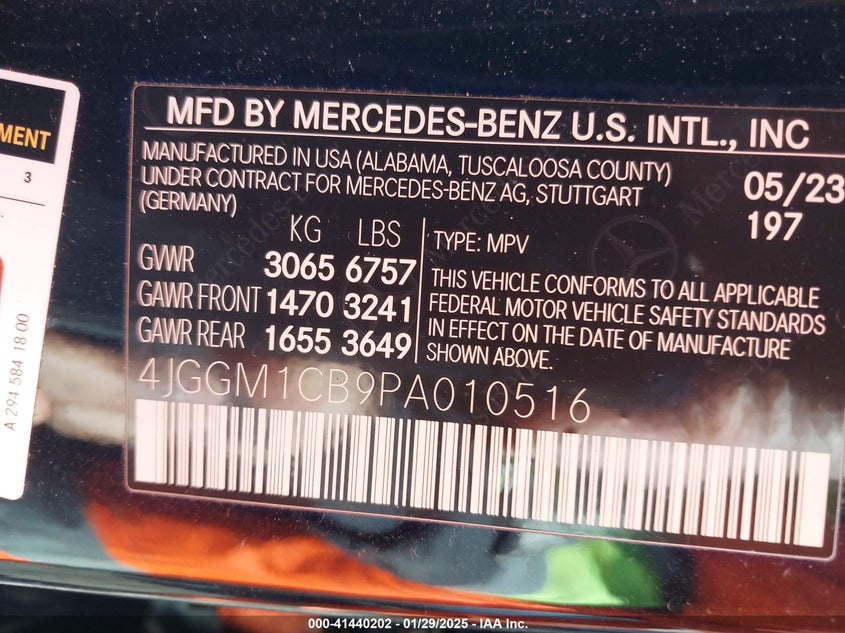 MENT
3
A 294 584 18 00
MFD BY MERCEDES-BENZ U.S. INTL., INC
MANUFACTURED IN USA (ALABAMA, TUSCALOOSA COUNTY)
UNDER CONTRACT FOR MERCEDES-BENZ AG, STUTTGART
(GERMANY)
05/23
197
KG LBS
GVWR 3065 6757
GAWR FRONT 1470 3241
GAWR REAR 1655 3649
TYPE: MPV
THIS VEHICLE CONFORMS TO ALL APPLICABLE
FEDERAL MOTOR VEHICLE SAFETY STANDARDS
IN EFFECT ON THE DATE OF MANUFACTURE
SHOWN ABOVE.
4JGGM1CB9PA010516
000-41440202 - 01/29/2025 - IAA Inc.